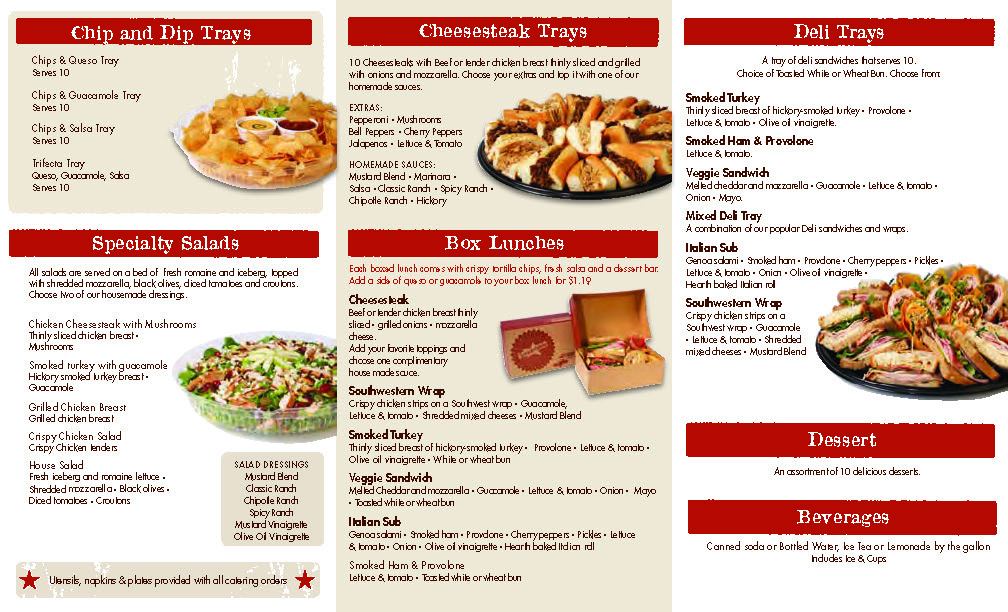 Chip and Dip Trays
Chips & Queso Tray
Serves 10
Chips & Guacamole Tray
Serves 10
Chips & Salsa Tray
Serves 10
Trifecta Tray
Queso, Guacamole, Salsa
Serves 10
Specialty Salads
All salads are served on a bed of fresh romaine and iceberg, topped
with shredded mozzarella, black olives, diced tomatoes and croutons.
Choose two of our housemade dressings.
Chicken Cheesesteak with Mushrooms
Thinly sliced chicken breast •
Mushrooms
Smoked turkey with guacamole
Hickory smoked turkey breast •
Guacamole
Grilled Chicken Breast
Grilled chicken breast
Crispy Chicken Salad
Crispy Chicken tenders
House Salad
Fresh iceberg and romaine lettuce •
Shredded mozzarella • Black olives •
Diced tomatoes • Croutons
SALAD DRESSINGS
Mustard Blend
Classic Ranch
Chipotle Ranch
Spicy Ranch
Mustard Vinaigrette
Olive Oil Vinaigrette
Utensils, napkins & plates provided with all catering orders
Cheesesteak Trays
10 Cheesesteaks with Beef or tender chicken breast thinly sliced and grilled
with onions and mozzarella. Choose your extras and top it with one of our
homemade sauces.
EXTRAS:
Pepperoni • Mushrooms
Bell Peppers • Cherry Peppers
Jalapenos • Lettuce & Tomato
HOMEMADE SAUCES:
Mustard Blend • Marinara •
Salsa • Classic Ranch • Spicy Ranch •
Chipotle Ranch • Hickory
Box Lunches
Each boxed lunch comes with crispy tortilla chips, fresh salsa and a dessert bar.
Add a side of queso or guacamole to your box lunch for $1.19
Cheesesteak
Beef or tender chicken breast thinly
sliced • grilled onions • mozzarella
cheese.
Add your favorite toppings and
choose one complimentary
house made sauce.
Southwestern Wrap
Crispy chicken strips on a Southwest wrap • Guacamole,
Lettuce & tomato • Shredded mixed cheeses • Mustard Blend
Smoked Turkey
Thinly sliced breast of hickory-smoked turkey • Provolone • Lettuce & tomato •
Olive oil vinaigrette • White or wheat bun
Veggie Sandwich
Melted Cheddar and mozzarella • Guacamole • Lettuce & tomato • Onion • Mayo
• Toasted white or wheat bun
Italian Sub
Genoa salami • Smoked ham • Provolone • Cherry peppers • Pickles • Lettuce
& tomato • Onion • Olive oil vinaigrette • Hearth baked Italian roll
Smoked Ham & Provolone
Lettuce & tomato • Toasted white or wheat bun
Deli Trays
A tray of deli sandwiches that serves 10.
Choice of Toasted White or Wheat Bun. Choose from:
Smoked Turkey
Thinly sliced breast of hickory-smoked turkey • Provolone •
Lettuce & tomato • Olive oil vinaigrette.
Smoked Ham & Provolone
Lettuce & tomato.
Veggie Sandwich
Melted cheddar and mozzarella • Guacamole • Lettuce & tomato •
Onion • Mayo.
Mixed Deli Tray
A combination of our popular Deli sandwiches and wraps.
Italian Sub
Genoa salami • Smoked ham • Provolone • Cherry peppers • Pickles •
Lettuce & tomato • Onion • Olive oil vinaigrette •
Hearth baked Italian roll
Southwestern Wrap
Crispy chicken strips on a
Southwest wrap • Guacamole
• Lettuce & tomato • Shredded
mixed cheeses • Mustard Blend
Dessert
An assortment of 10 delicious desserts.
Beverages
Canned soda or Bottled Water, Ice Tea or Lemonade by the gallon
Includes Ice & Cups